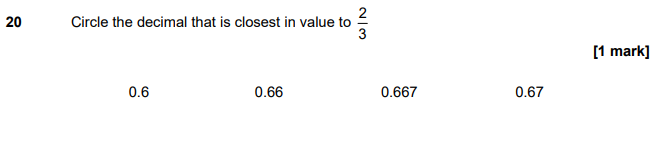 20 Circle the decimal that is closest in value to 2/3
[1 mark]
0.6 0.66 0.667 0.67